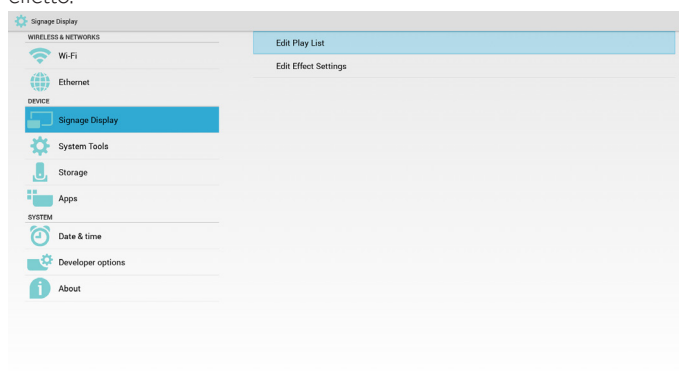 effetto.
Signage Display
WIRELESS & NETWORKS
Wi-Fi
Ethernet
DEVICE
Signage Display
System Tools
Storage
Apps
SYSTEM
Date & time
Developer options
About
Edit Play List
Edit Effect Settings